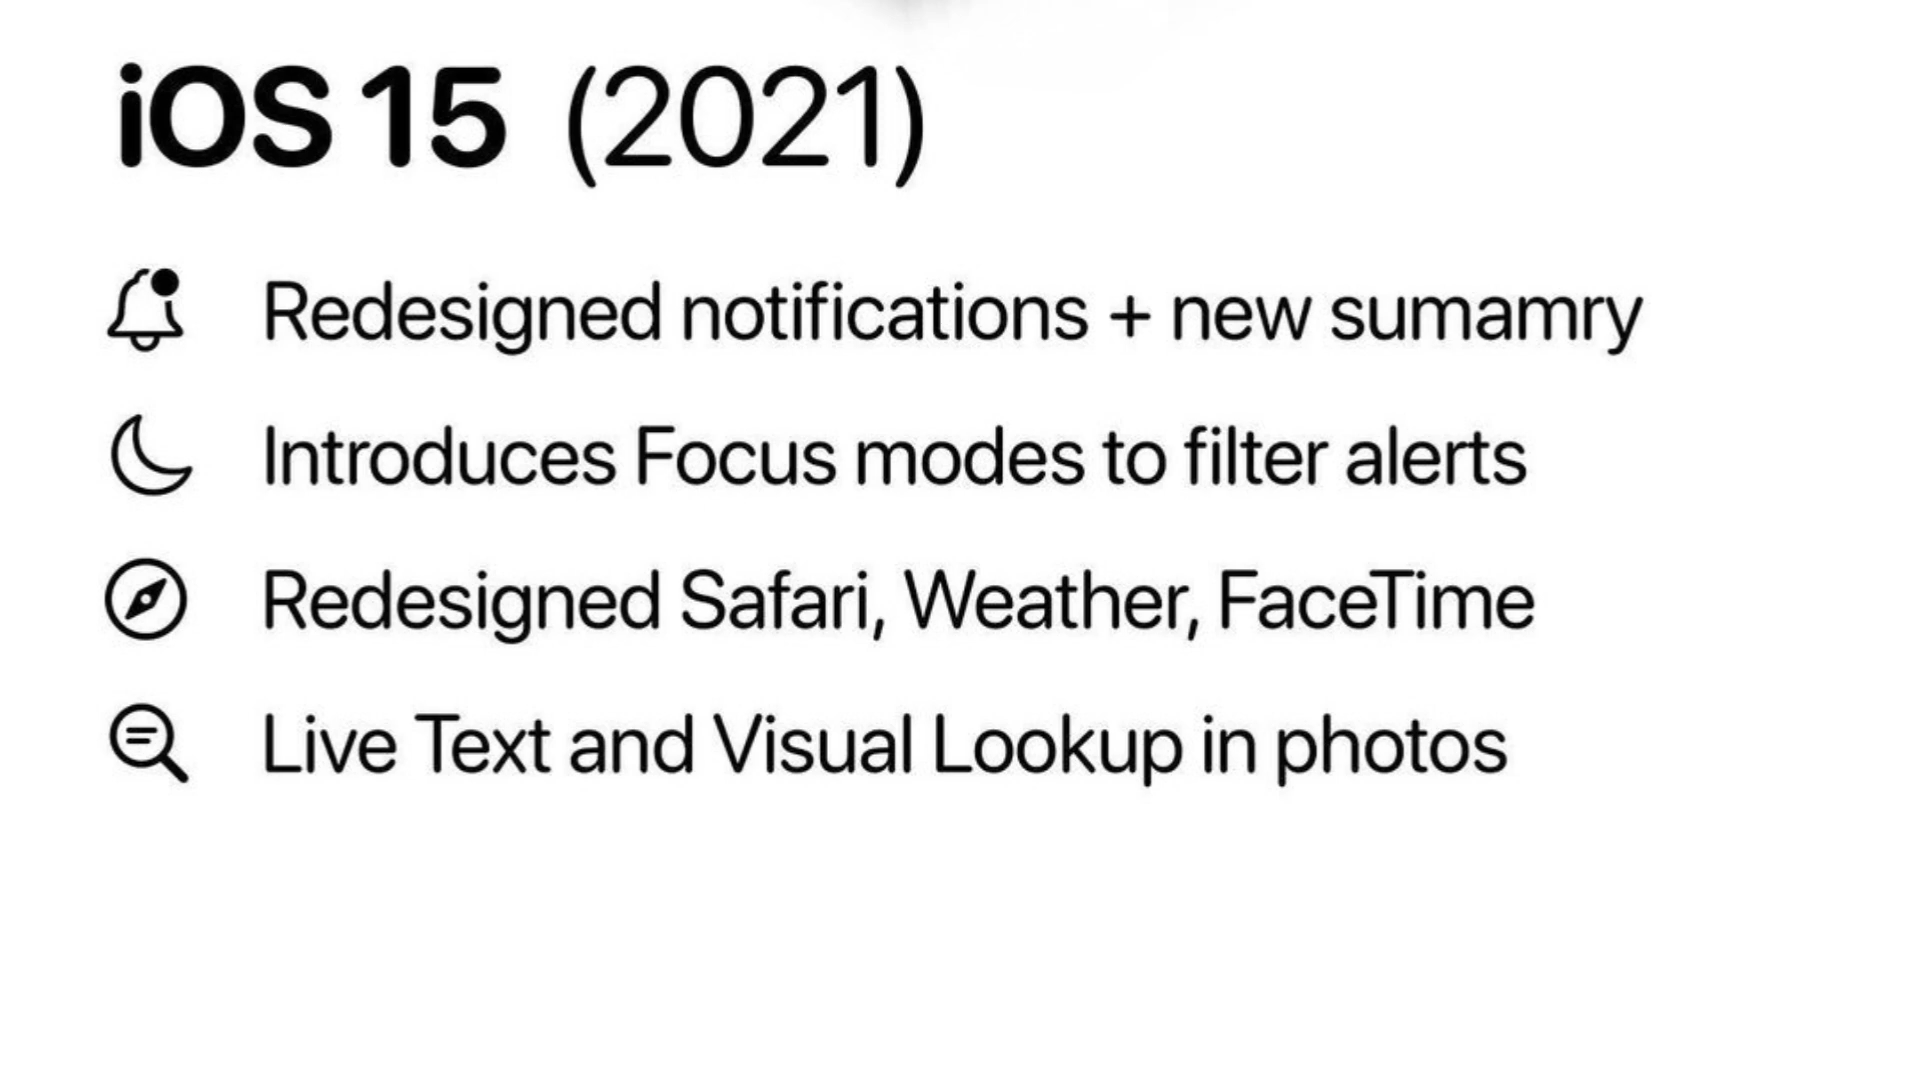 iOS 15 (2021)
Redesigned notifications + new sumamry
Introduces Focus modes to filter alerts
Redesigned Safari, Weather, FaceTime
Live Text and Visual Lookup in photos